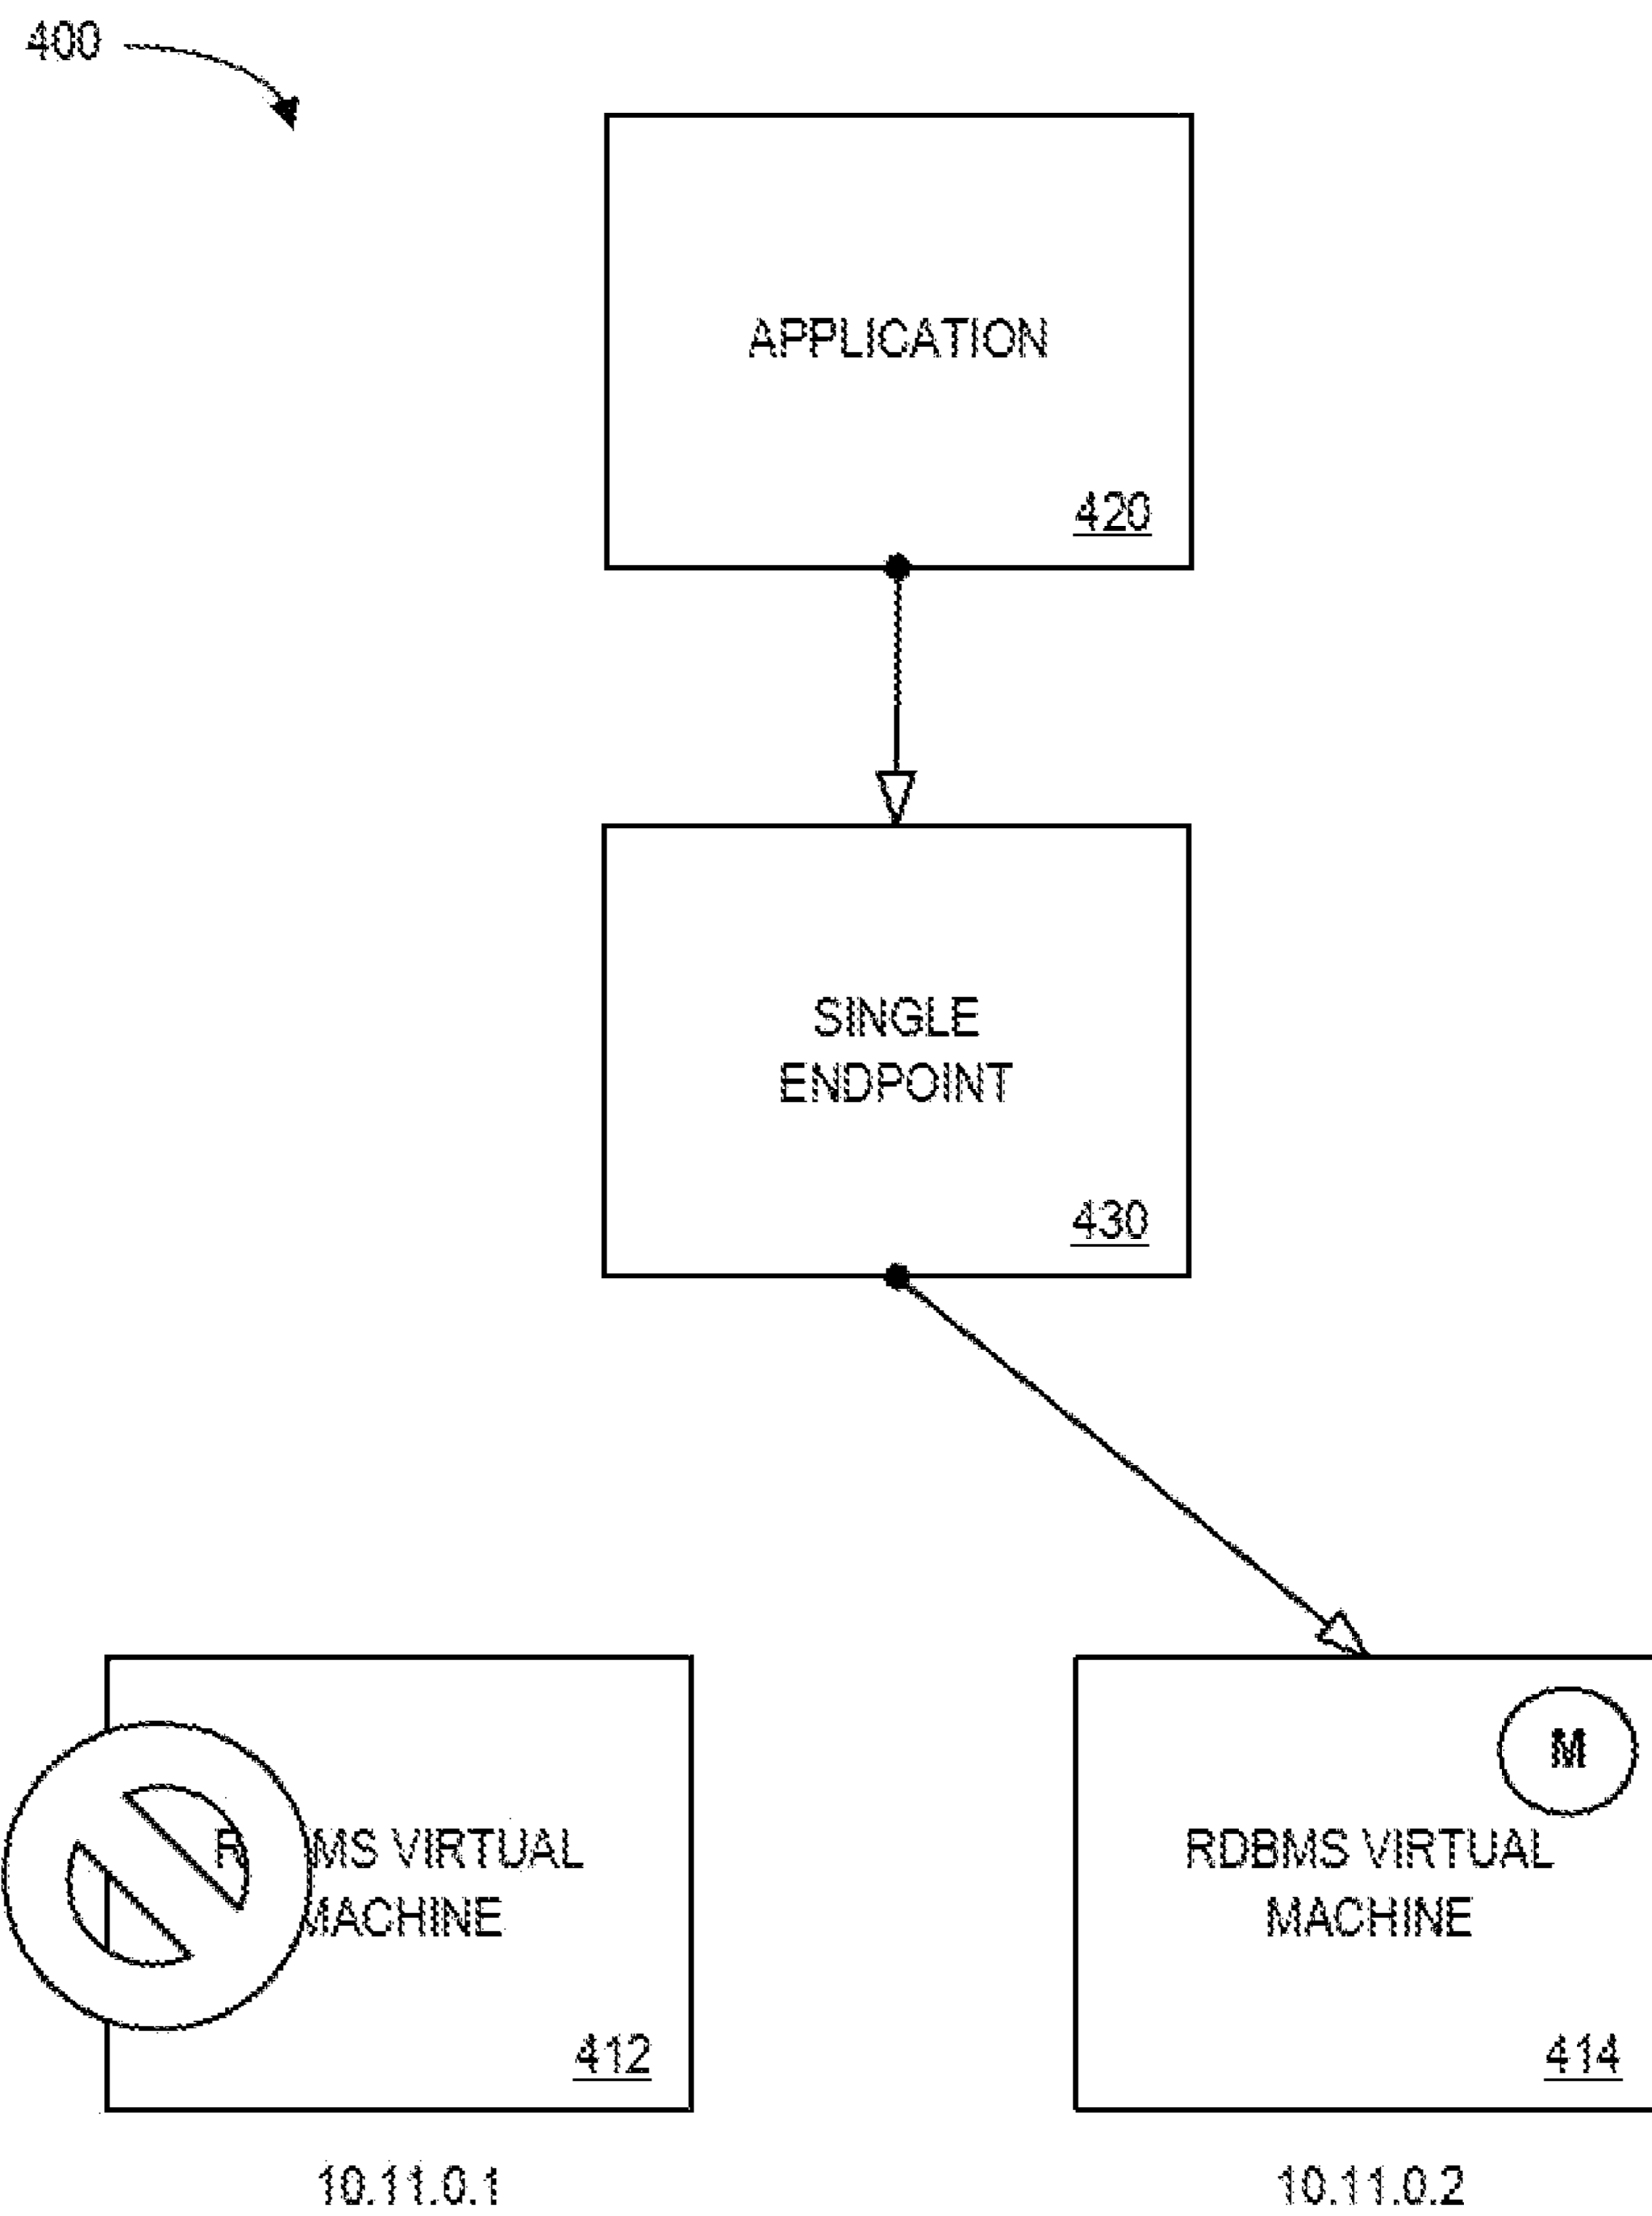 400
APPLICATION
420
SINGLE
ENDPOINT
430
M
MS VIRTUAL
MACHINE
412
RDBMS VIRTUAL
MACHINE
414
10.11.0.1
10.11.0.2